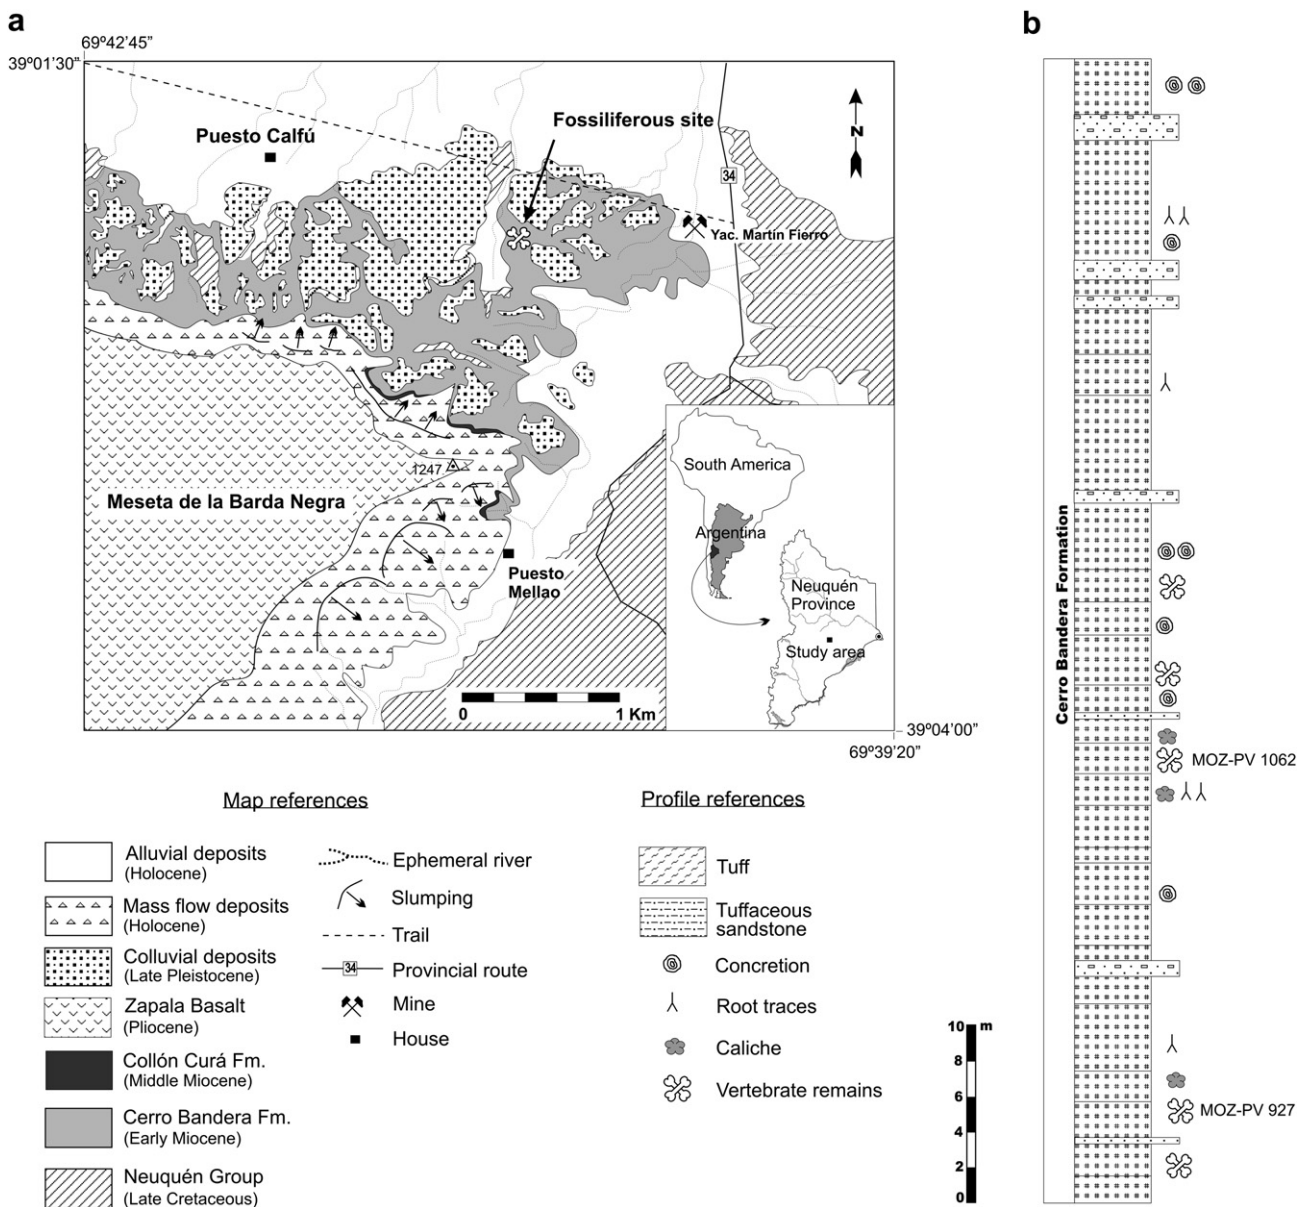 a
69º42'45"
39º01'30"
Puesto Calfú
Fossiliferous site
N
34
Yac. Martín Fierro
1247
Meseta de la Barda Negra
Puesto
Mellao
South America
Argentina
Neuquén
Province
Study area
0
1 Km
39º04'00"
69º39'20"
Map references
Alluvial deposits
(Holocene)
Mass flow deposits
(Holocene)
Colluvial deposits
(Late Pleistocene)
Zapala Basalt
(Pliocene)
Collón Curá Fm.
(Middle Miocene)
Cerro Bandera Fm.
(Early Miocene)
Neuquén Group
(Late Cretaceous)
Ephemeral river
Slumping
Trail
34
Provincial route
Mine
House
Profile references
Tuff
Tuffaceous
sandstone
Concretion
Root traces
Caliche
Vertebrate remains
10 m
8
6
4
2
0
b
Cerro Bandera Formation
MOZ-PV 1062
MOZ-PV 927